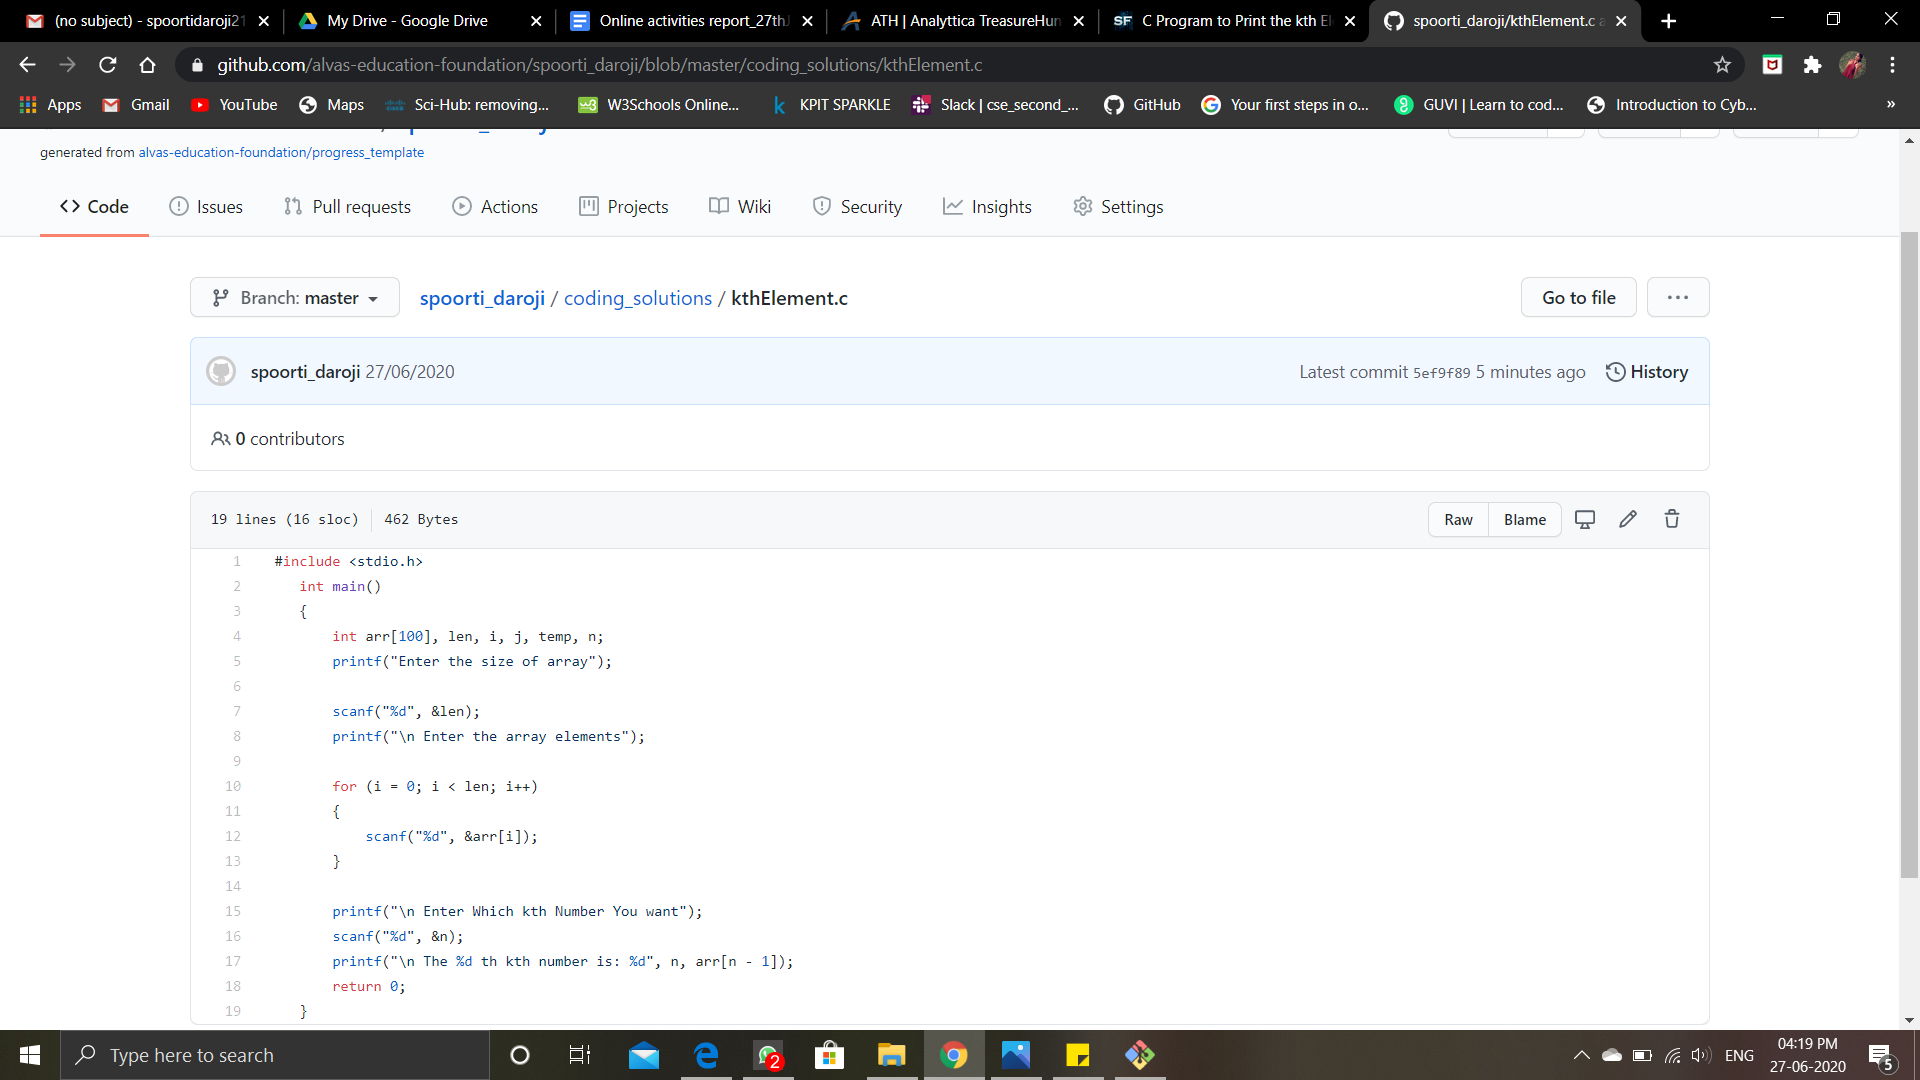 (no subject) - spoortidaroji21
My Drive - Google Drive
Online activities report_27thJ
ATH | Analyttica TreasureHun
SF C Program to Print the kth El
spoorti_daroji/kthElement.c a
github.com/alvas-education-foundation/spoorti_daroji/blob/master/coding_solutions/kthElement.c
Apps Gmail YouTube Maps Sci-Hub: removing... W3Schools Online... KPIT SPARKLE Slack | cse_second_... GitHub Your first steps in o... GUVI | Learn to cod... Introduction to Cyb... »
generated from alvas-education-foundation/progress_template
Code Issues Pull requests Actions Projects Wiki Security Insights Settings
Branch: master spoorti_daroji / coding_solutions / kthElement.c Go to file ...
spoorti_daroji 27/06/2020 Latest commit 5ef9f89 5 minutes ago History
0 contributors
19 lines (16 sloc) 462 Bytes Raw Blame
1 #include <stdio.h>
2 int main()
3 {
4 int arr[100], len, i, j, temp, n;
5 printf("Enter the size of array");
6
7 scanf("%d", &len);
8 printf("\n Enter the array elements");
9
10 for (i = 0; i < len; i++)
11 {
12 scanf("%d", &arr[i]);
13 }
14
15 printf("\n Enter Which kth Number You want");
16 scanf("%d", &n);
17 printf("\n The %d th kth number is: %d", n, arr[n - 1]);
18 return 0;
19 }
Type here to search 2 ENG 04:19 PM 5
27-06-2020